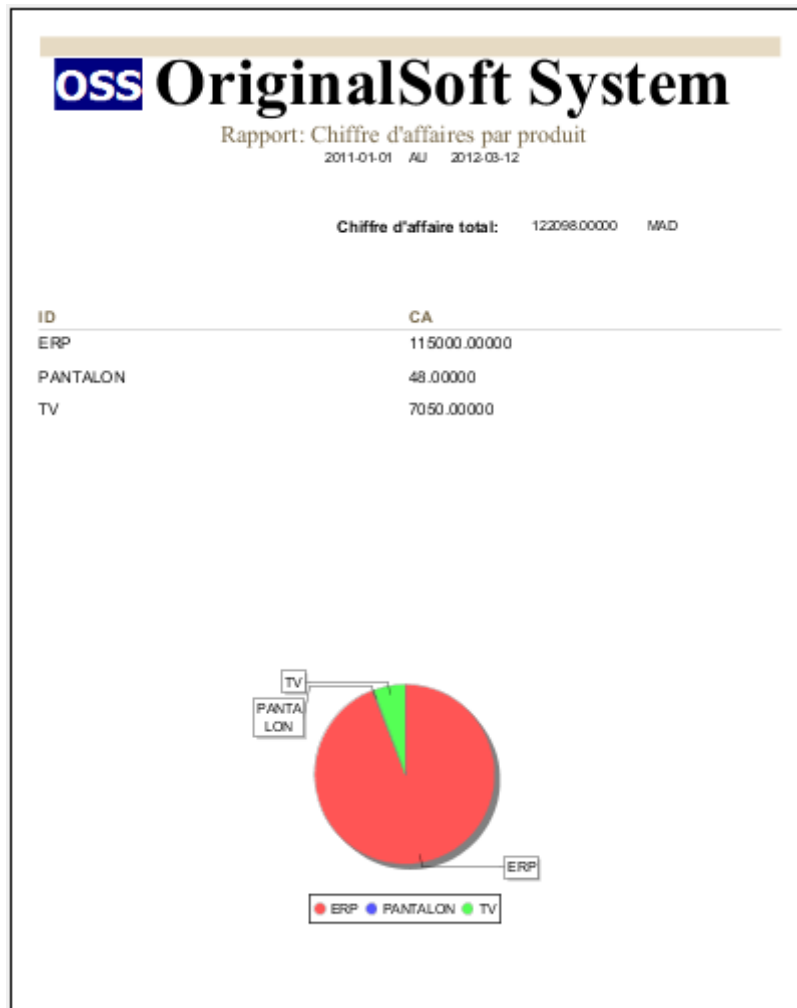 oss OriginalSoft System
Rapport: Chiffre d'affaires par produit
2011-01-01 AU 2012-03-12
Chiffre d'affaire total: 122098.00000 MAD
ID CA
ERP 115000.00000
PANTALON 48.00000
TV 7050.00000
TV
PANTA
LON
ERP
ERP PANTALON TV